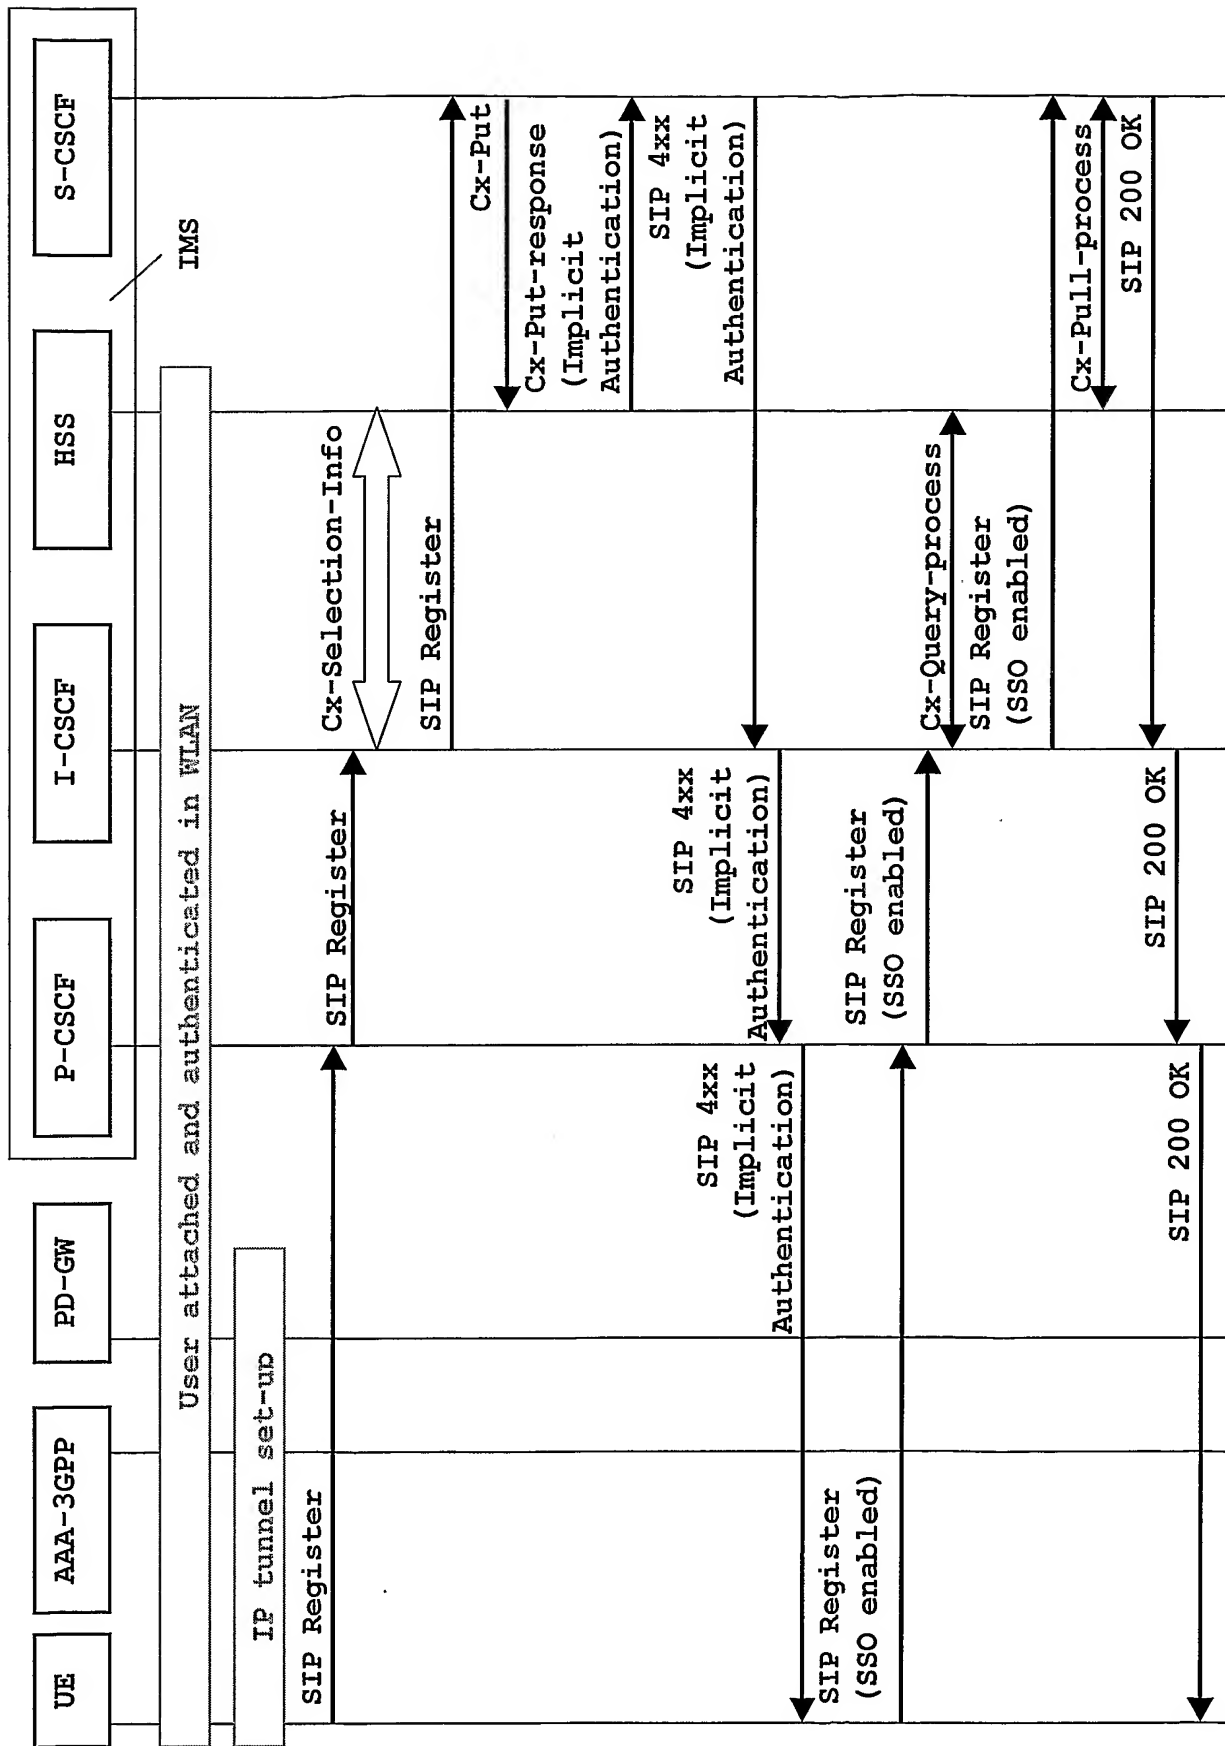 UE
AAA-3GPP
PD-GW
P-CSCF
I-CSCF
HSS
S-CSCF
IMS
User attached and authenticated in WLAN
IP tunnel set-up
SIP Register
SIP Register
Cx-Selection-Info
SIP Register
Cx-Put
Cx-Put-response
(Implicit
Authentication)
SIP 4xx
(Implicit
Authentication)
SIP 4xx
(Implicit
Authentication)
SIP 4xx
(Implicit
Authentication)
SIP Register
(SSO enabled)
SIP Register
(SSO enabled)
Cx-Query-process
SIP Register
(SSO enabled)
Cx-Pull-process
SIP 200 OK
SIP 200 OK
SIP 200 OK